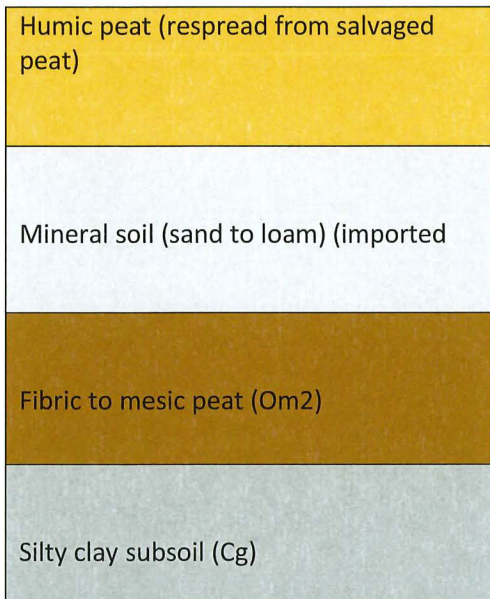 Humic peat (respread from salvaged
peat)
Mineral soil (sand to loam) (imported
Fibric to mesic peat (Om2)
Silty clay subsoil (Cg)